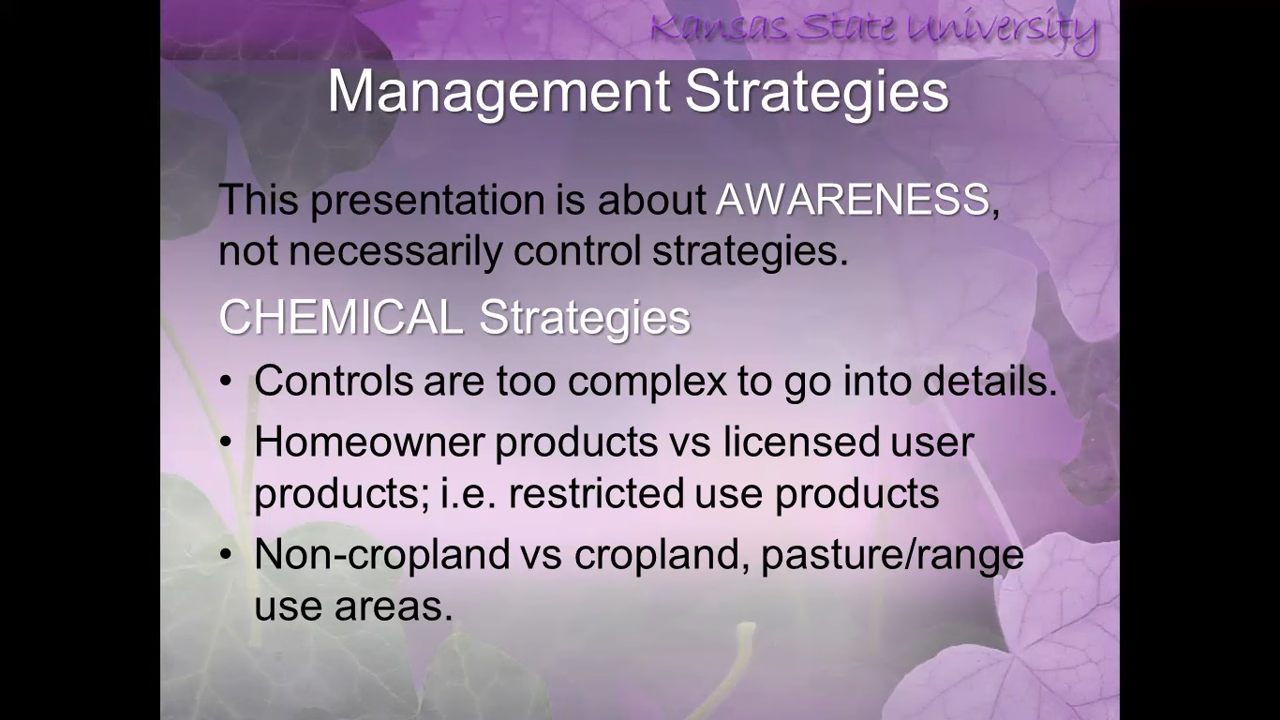 Kansas State University
Management Strategies
This presentation is about AWARENESS,
not necessarily control strategies.
CHEMICAL Strategies
• Controls are too complex to go into details.
• Homeowner products vs licensed user
products; i.e. restricted use products
• Non-cropland vs cropland, pasture/range
use areas.